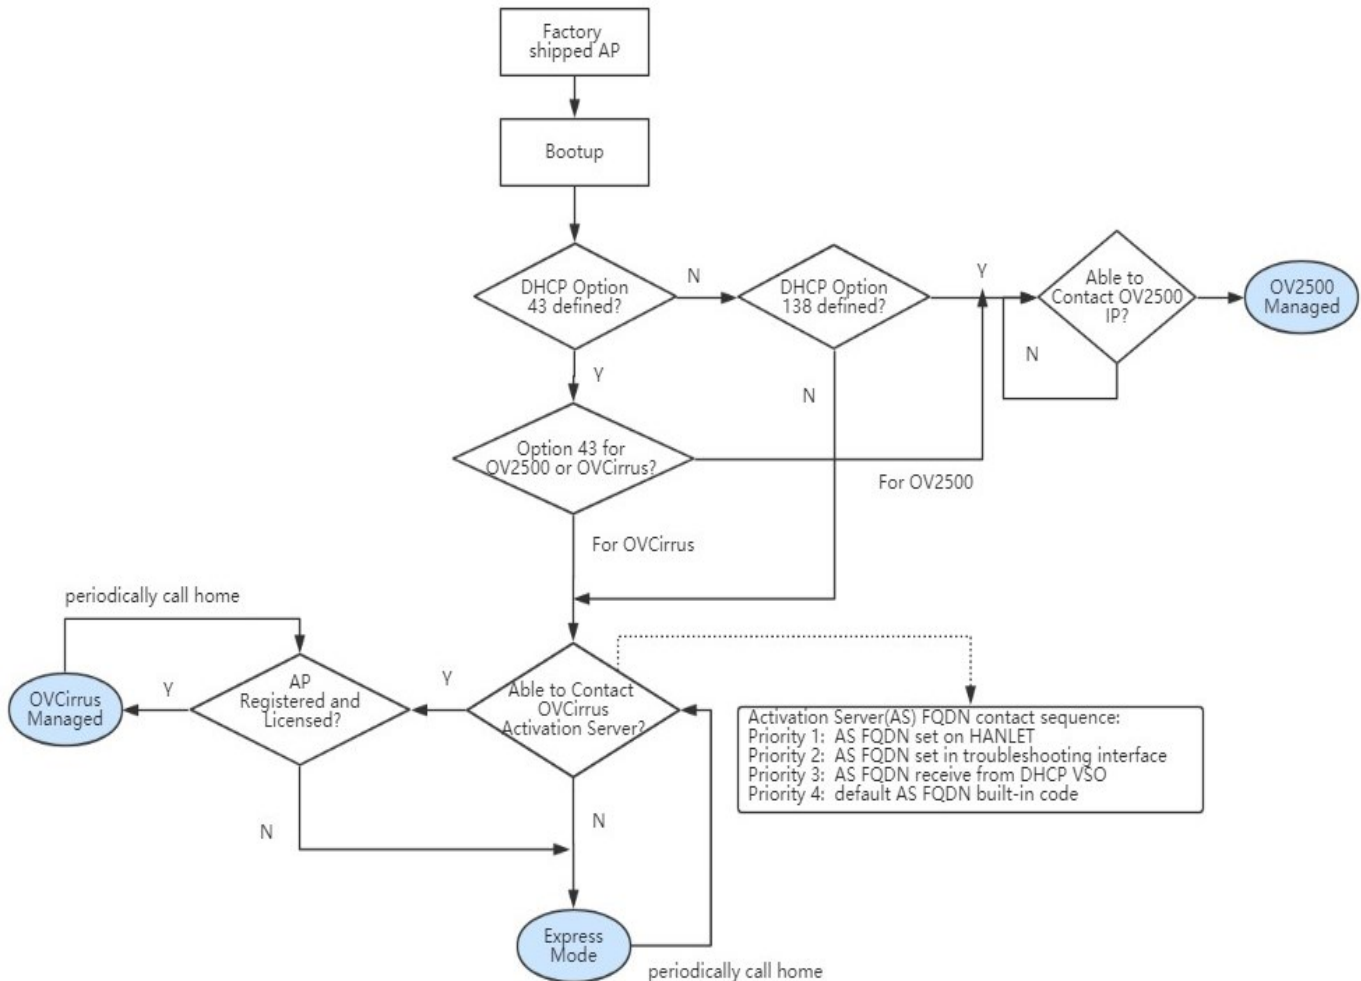 Factory
shipped AP
Bootup
DHCP Option
43 defined?
N
DHCP Option
138 defined?
Y
Able to
Contact OV2500
IP?
OV2500
Managed
N
Y
N
Option 43 for
OV2500 or OVCirrus?
For OV2500
For OVCirrus
periodically call home
OVCirrus
Managed
Y
AP
Registered and
Licensed?
Y
Able to Contact
OVCirrus
Activation Server?
Activation Server(AS) FQDN contact sequence:
Priority 1: AS FQDN set on HANLET
Priority 2: AS FQDN set in troubleshooting interface
Priority 3: AS FQDN receive from DHCP VSO
Priority 4: default AS FQDN built-in code
N
N
Express
Mode
periodically call home